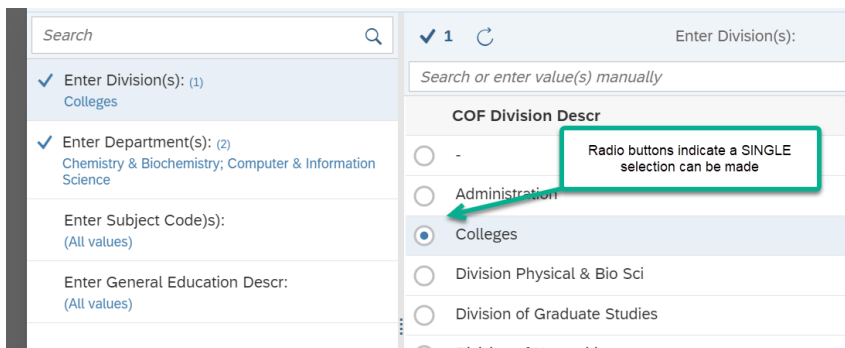 Search
Enter Division(s): (1)
Colleges
Enter Department(s): (2)
Chemistry & Biochemistry; Computer & Information
Science
Enter Subject Code)s):
(All values)
Enter General Education Descr:
(All values)
1
Enter Division(s):
Search or enter value(s) manually
COF Division Descr
-
Radio buttons indicate a SINGLE
selection can be made
Administration
Colleges
Division Physical & Bio Sci
Division of Graduate Studies